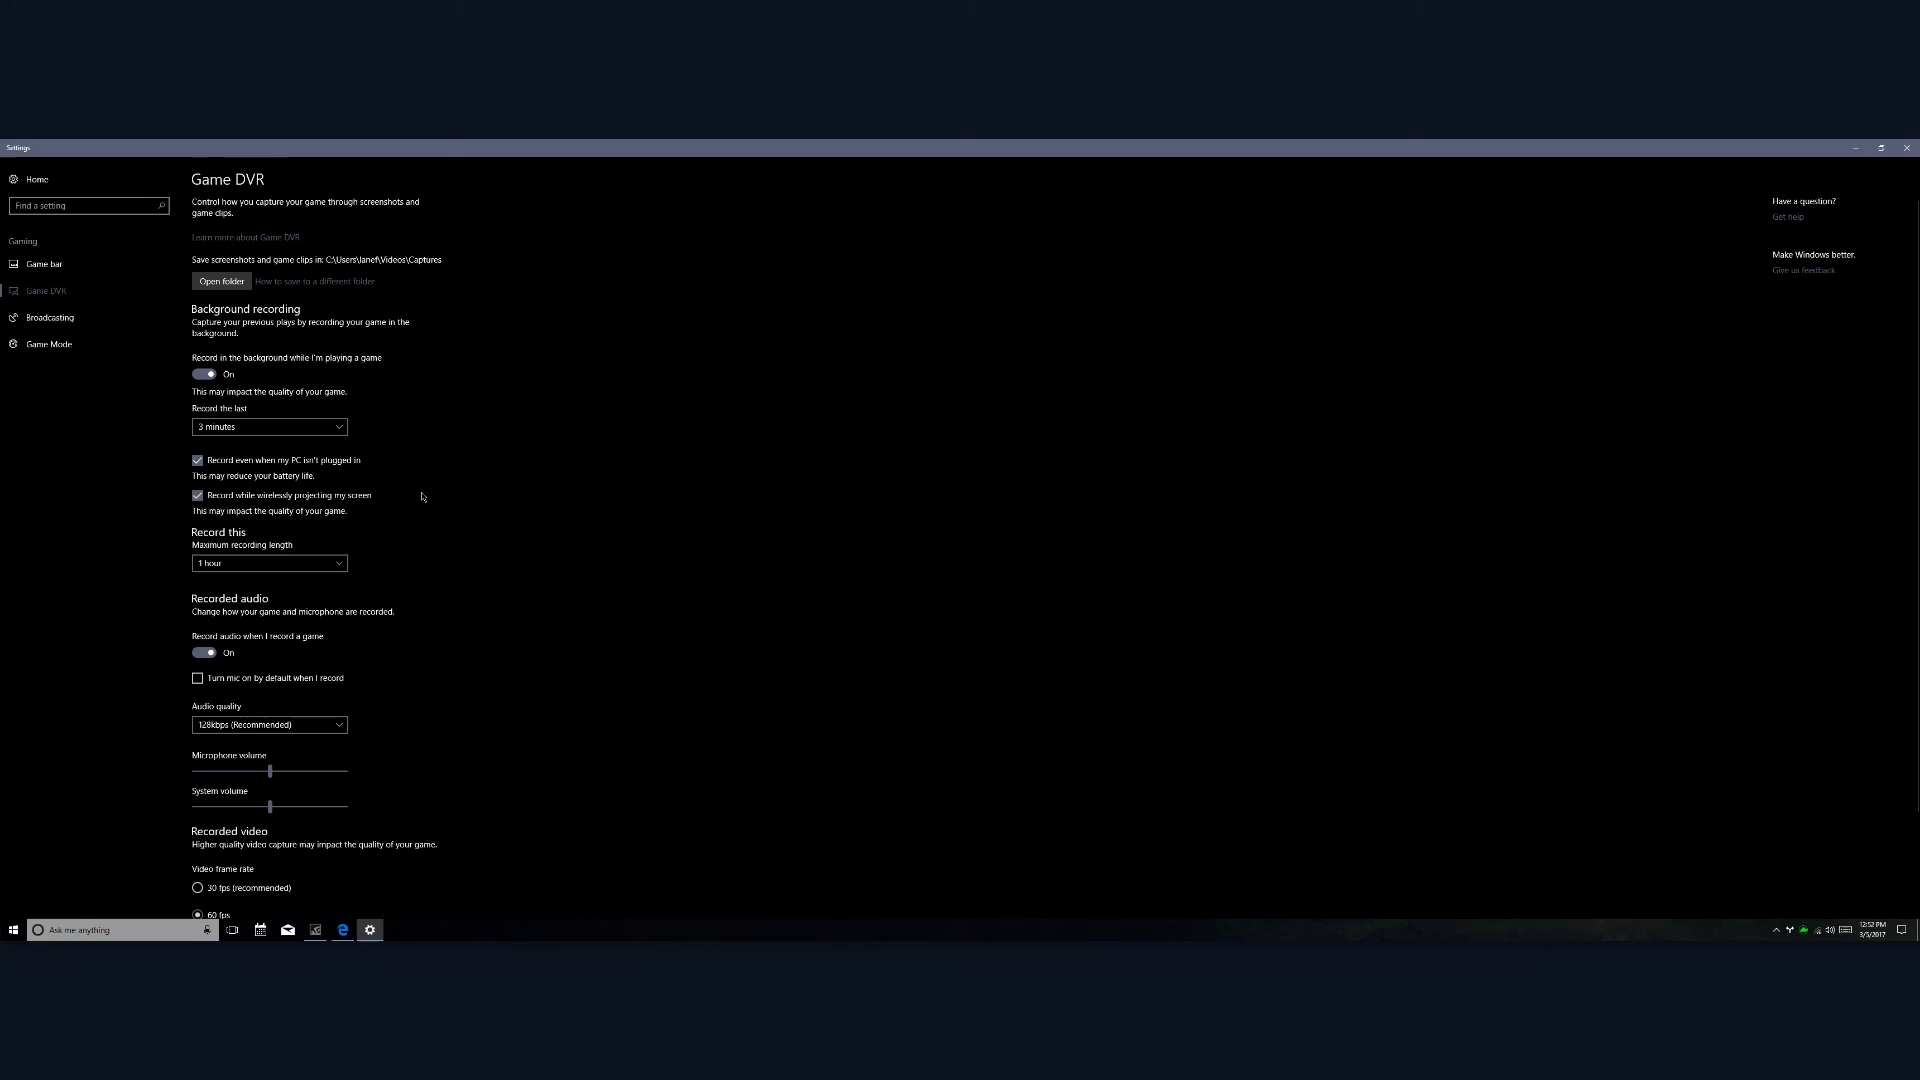 Settings
Home
Find a setting
Gaming
Game bar
Game DVR
Broadcasting
Game Mode
Game DVR
Control how you capture your game through screenshots and
game clips.
Learn more about Game DVR
Save screenshots and game clips in: C:\Users\lanef\Videos\Captures
Open folder How to save to a different folder
Background recording
Capture your previous plays by recording your game in the
background.
Record in the background while I'm playing a game
On
This may impact the quality of your game.
Record the last
3 minutes
Record even when my PC isn't plugged in
This may reduce your battery life.
Record while wirelessly projecting my screen
This may impact the quality of your game.
Record this
Maximum recording length
1 hour
Recorded audio
Change how your game and microphone are recorded.
Record audio when I record a game
On
Turn mic on by default when I record
Audio quality
128kbps (Recommended)
Microphone volume
System volume
Recorded video
Higher quality video capture may impact the quality of your game.
Video frame rate
30 fps (recommended)
60 fps
Have a question?
Get help
Make Windows better.
Give us feedback
Ask me anything
12:52 PM
3/5/2017